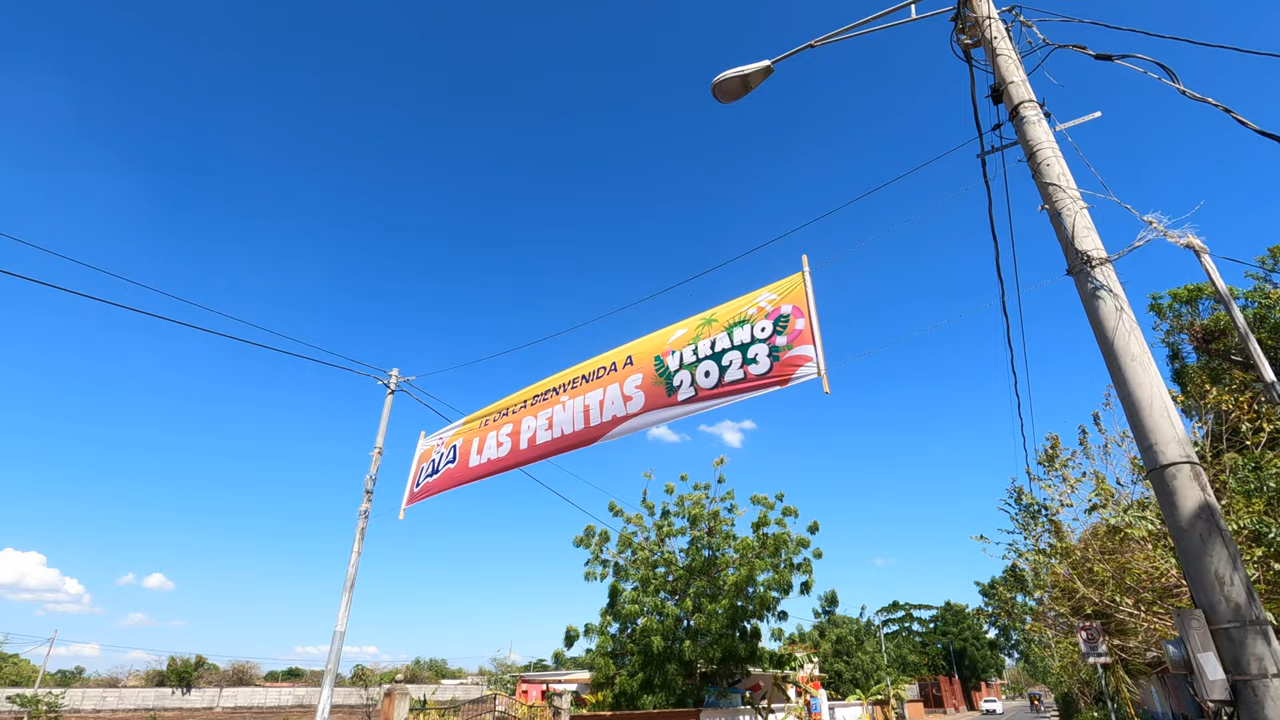 LALA
TE DA LA BIENVENIDA A
LAS PEÑITAS
VERANO
2023